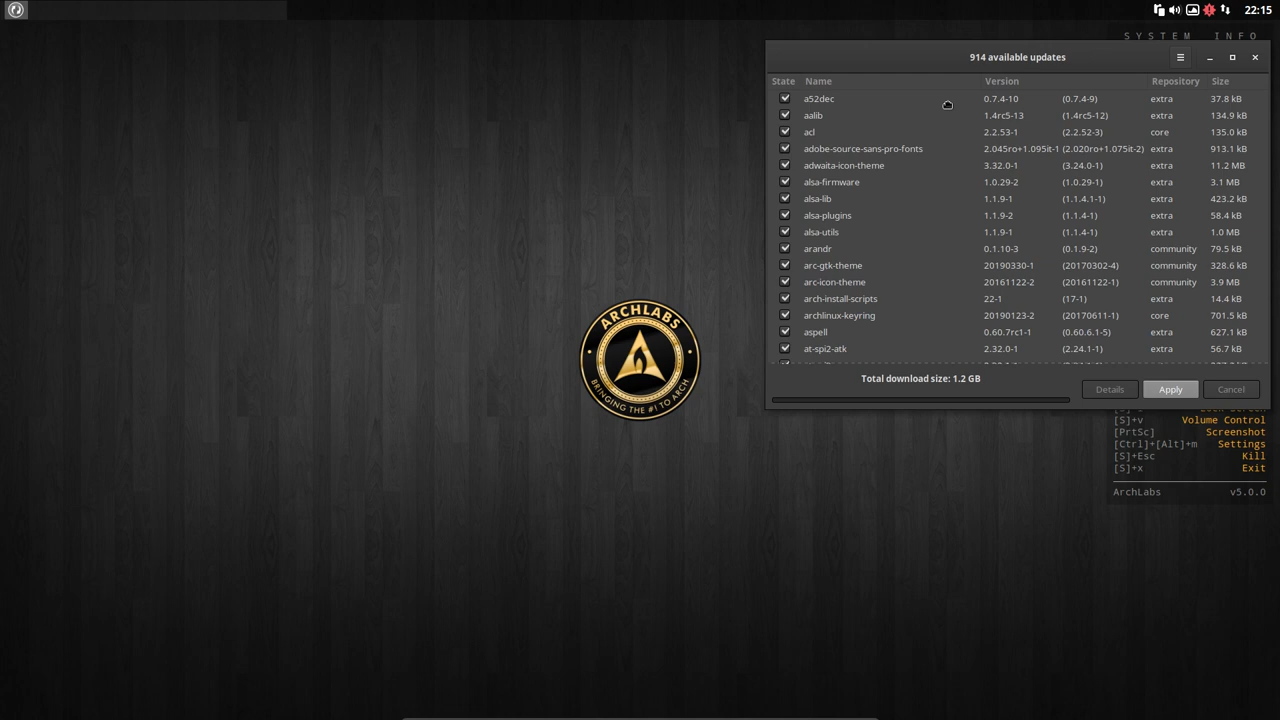 22:15
SYSTEM INFO
914 available updates
State Name Version Repository Size
a52dec 0.7.4-10 (0.7.4-9) extra 37.8 kB
aalib 1.4rc5-13 (1.4rc5-12) extra 134.9 kB
acl 2.2.53-1 (2.2.52-3) core 135.0 kB
adobe-source-sans-pro-fonts 2.045ro+1.095it-1 (2.020ro+1.075it-2) extra 913.1 kB
adwaita-icon-theme 3.32.0-1 (3.24.0-1) extra 11.2 MB
alsa-firmware 1.0.29-2 (1.0.29-1) extra 3.1 MB
alsa-lib 1.1.9-1 (1.1.4.1-1) extra 423.2 kB
alsa-plugins 1.1.9-2 (1.1.4-1) extra 58.4 kB
alsa-utils 1.1.9-1 (1.1.4-1) extra 1.0 MB
arandr 0.1.10-3 (0.1.9-2) community 79.5 kB
arc-gtk-theme 20190330-1 (20170302-4) community 328.6 kB
arc-icon-theme 20161122-2 (20161122-1) community 3.9 MB
arch-install-scripts 22-1 (17-1) extra 14.4 kB
archlinux-keyring 20190123-2 (20170611-1) core 701.5 kB
aspell 0.60.7rc1-1 (0.60.6.1-5) extra 627.1 kB
at-spi2-atk 2.32.0-1 (2.24.1-1) extra 56.7 kB
Total download size: 1.2 GB
Details Apply Cancel
ARCHLABS
BRINGING THE #! TO ARCH
[S]+v Volume Control
[PrtSc] Screenshot
[Ctrl]+[Alt]+m Settings
[S]+Esc Kill
[S]+x Exit
ArchLabs v5.0.0